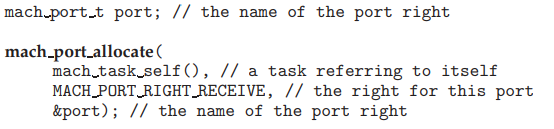 mach_port_t port; // the name of the port right
mach_port_allocate(
mach_task_self(), // a task referring to itself
MACH_PORT_RIGHT_RECEIVE, // the right for this port
&port); // the name of the port right